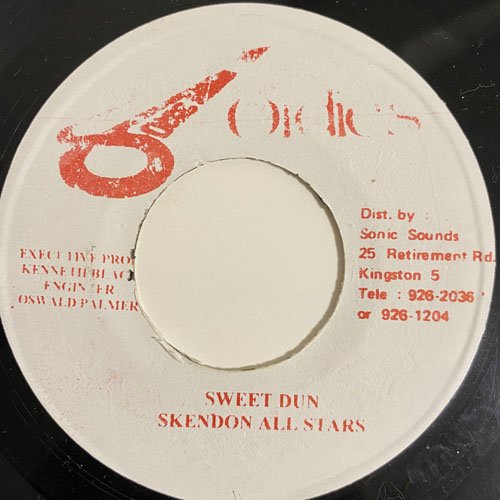 EXECUTIVE PRO
KENNETH BLAC
ENGINEER
OSWALD PALMER
Dist. by :
Sonic Sounds
25 Retirement Rd.
Kingston 5
Tele : 926-2036
or 926-1204
SWEET DUN
SKENDON ALL STARS